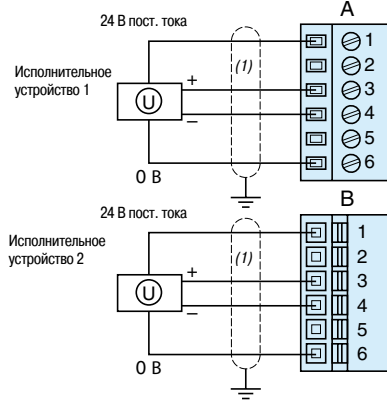 A
24 В пост. тока
1
(1)
2
Исполнительное
устройство 1
+
3
U
–
4
5
6
0 В
B
24 В пост. тока
1
Исполнительное
устройство 2
(1)
2
+
3
U
–
4
5
6
0 В